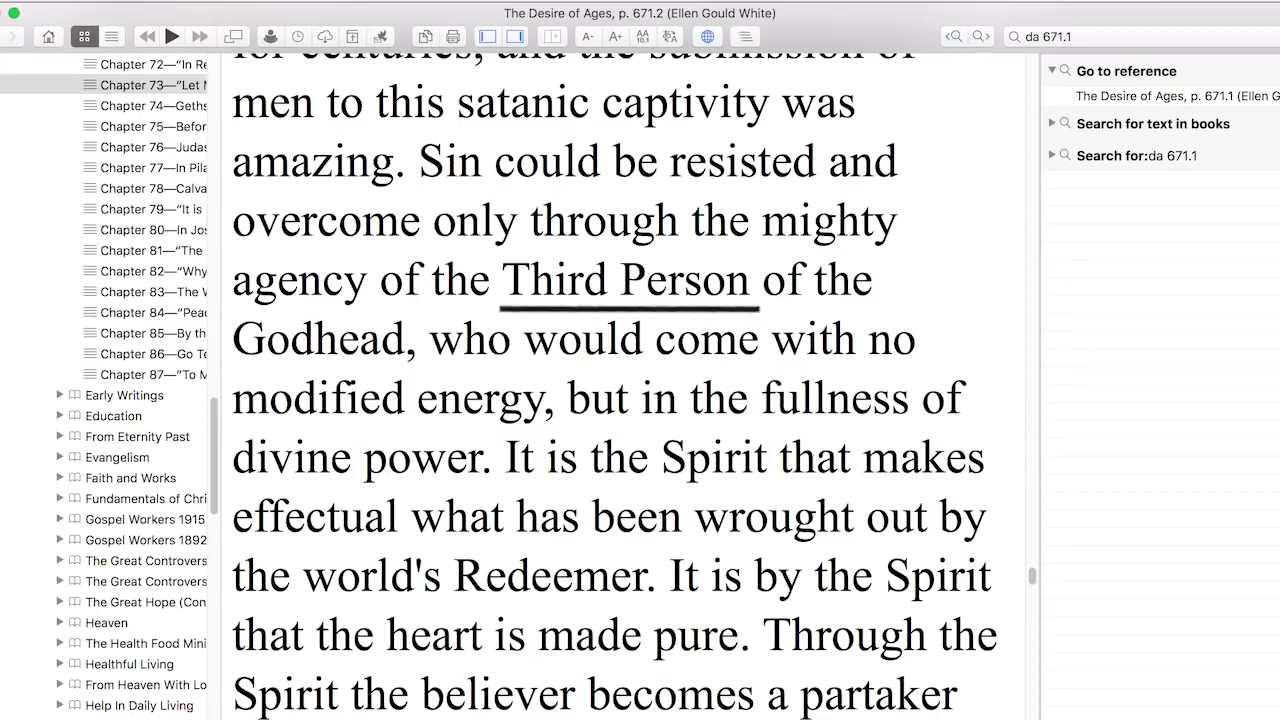 The Desire of Ages, p. 671.2 (Ellen Gould White)
A- A+ AA 10.1
da 671.1
Chapter 72—“In Re
Chapter 73—“Let M
Chapter 74—Geths
Chapter 75—Befor
Chapter 76—Judas
Chapter 77—In Pila
Chapter 78—Calva
Chapter 79—“It is
Chapter 80—In Jos
Chapter 81—“The
Chapter 82—“Why
Chapter 83—The W
Chapter 84—“Peac
Chapter 85—By th
Chapter 86—Go Te
Chapter 87—“To M
Early Writings
Education
From Eternity Past
Evangelism
Faith and Works
Fundamentals of Chri
Gospel Workers 1915
Gospel Workers 1892
The Great Controvers
The Great Controvers
The Great Hope (Con
Heaven
The Health Food Mini
Healthful Living
From Heaven With Lo
Help In Daily Living
for centuries, and the submission of
men to this satanic captivity was
amazing. Sin could be resisted and
overcome only through the mighty
agency of the Third Person of the
Godhead, who would come with no
modified energy, but in the fullness of
divine power. It is the Spirit that makes
effectual what has been wrought out by
the world's Redeemer. It is by the Spirit
that the heart is made pure. Through the
Spirit the believer becomes a partaker
Go to reference
The Desire of Ages, p. 671.1 (Ellen G
Search for text in books
Search for:da 671.1